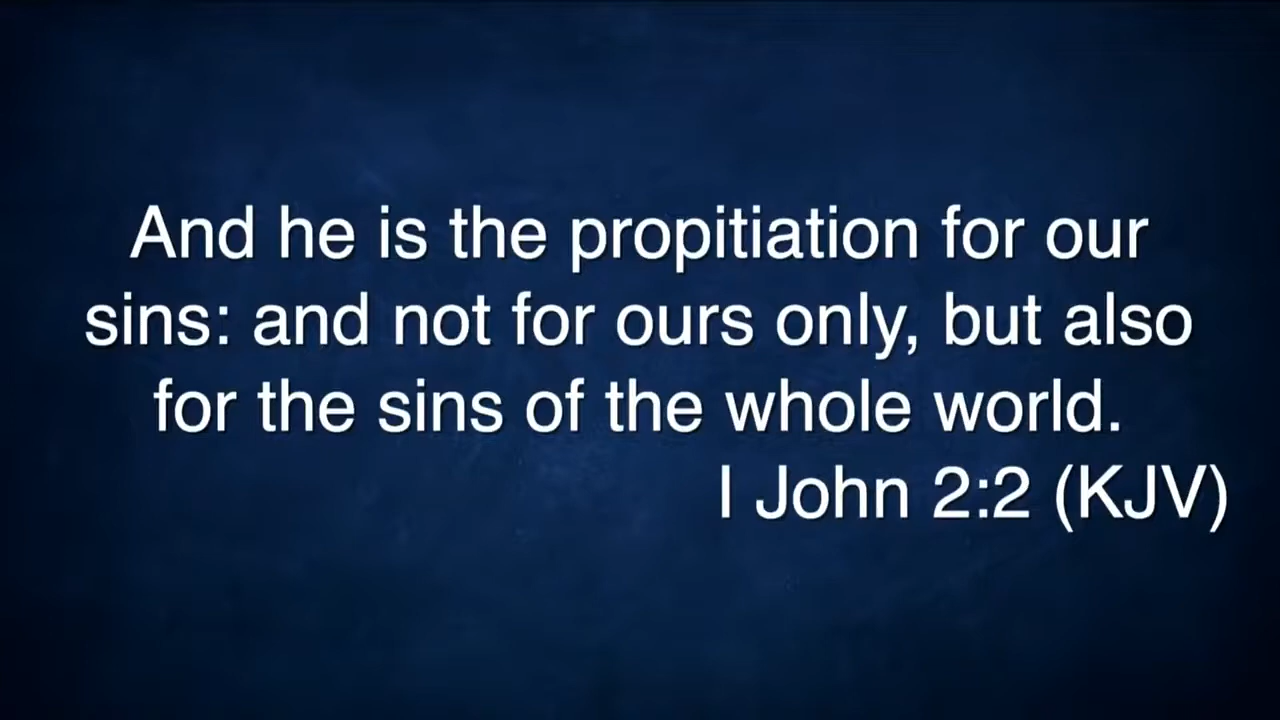 And he is the propitiation for our
sins: and not for ours only, but also
for the sins of the whole world.
I John 2:2 (KJV)